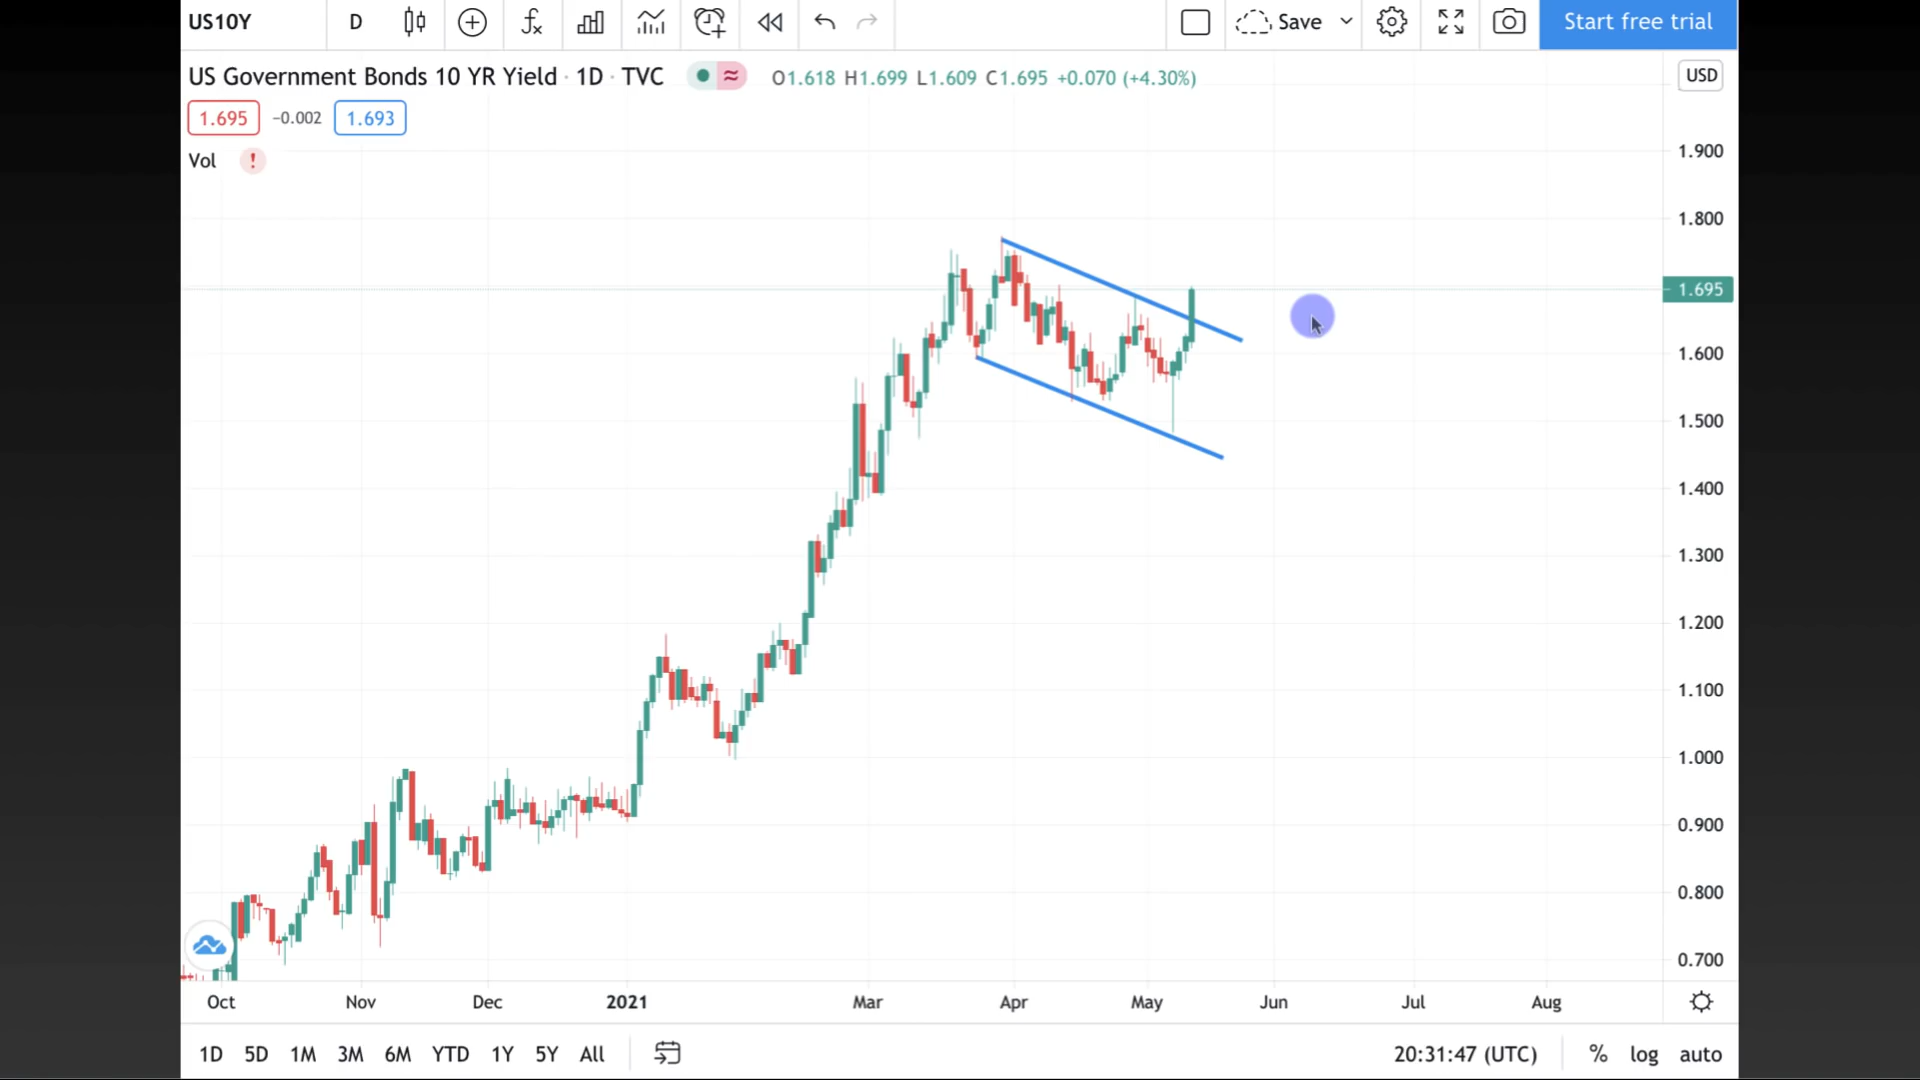 US10Y D Save Start free trial
US Government Bonds 10 YR Yield · 1D · TVC O1.618 H1.699 L1.609 C1.695 +0.070 (+4.30%) USD
1.695 −0.002 1.693
Vol !
1.900
1.800
1.695
1.600
1.500
1.400
1.300
1.200
1.100
1.000
0.900
0.800
0.700
Oct Nov Dec 2021 Mar Apr May Jun Jul Aug
1D 5D 1M 3M 6M YTD 1Y 5Y All 20:31:47 (UTC) % log auto